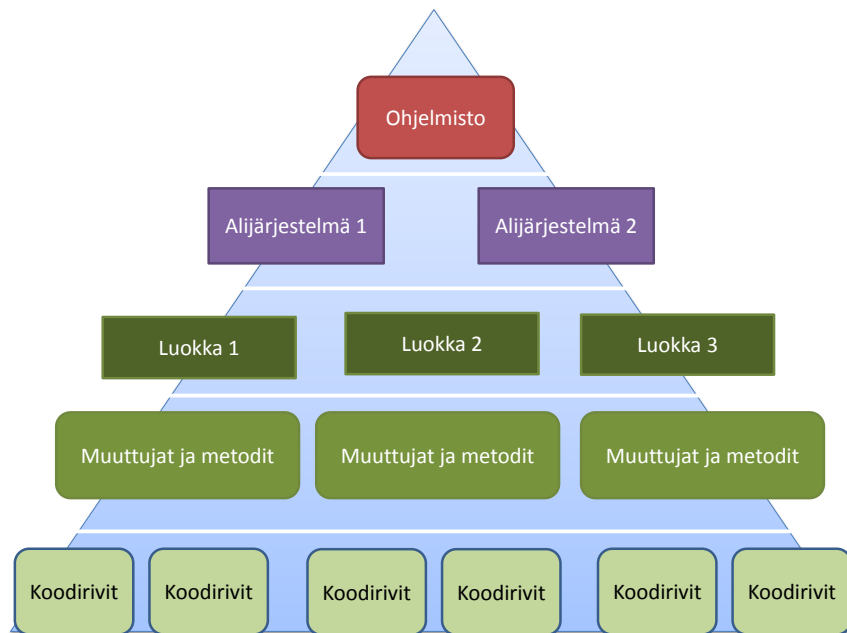 Ohjelmisto
Alijärjestelmä 1
Alijärjestelmä 2
Luokka 1
Luokka 2
Luokka 3
Muuttujat ja metodit
Muuttujat ja metodit
Muuttujat ja metodit
Koodirivit
Koodirivit
Koodirivit
Koodirivit
Koodirivit
Koodirivit